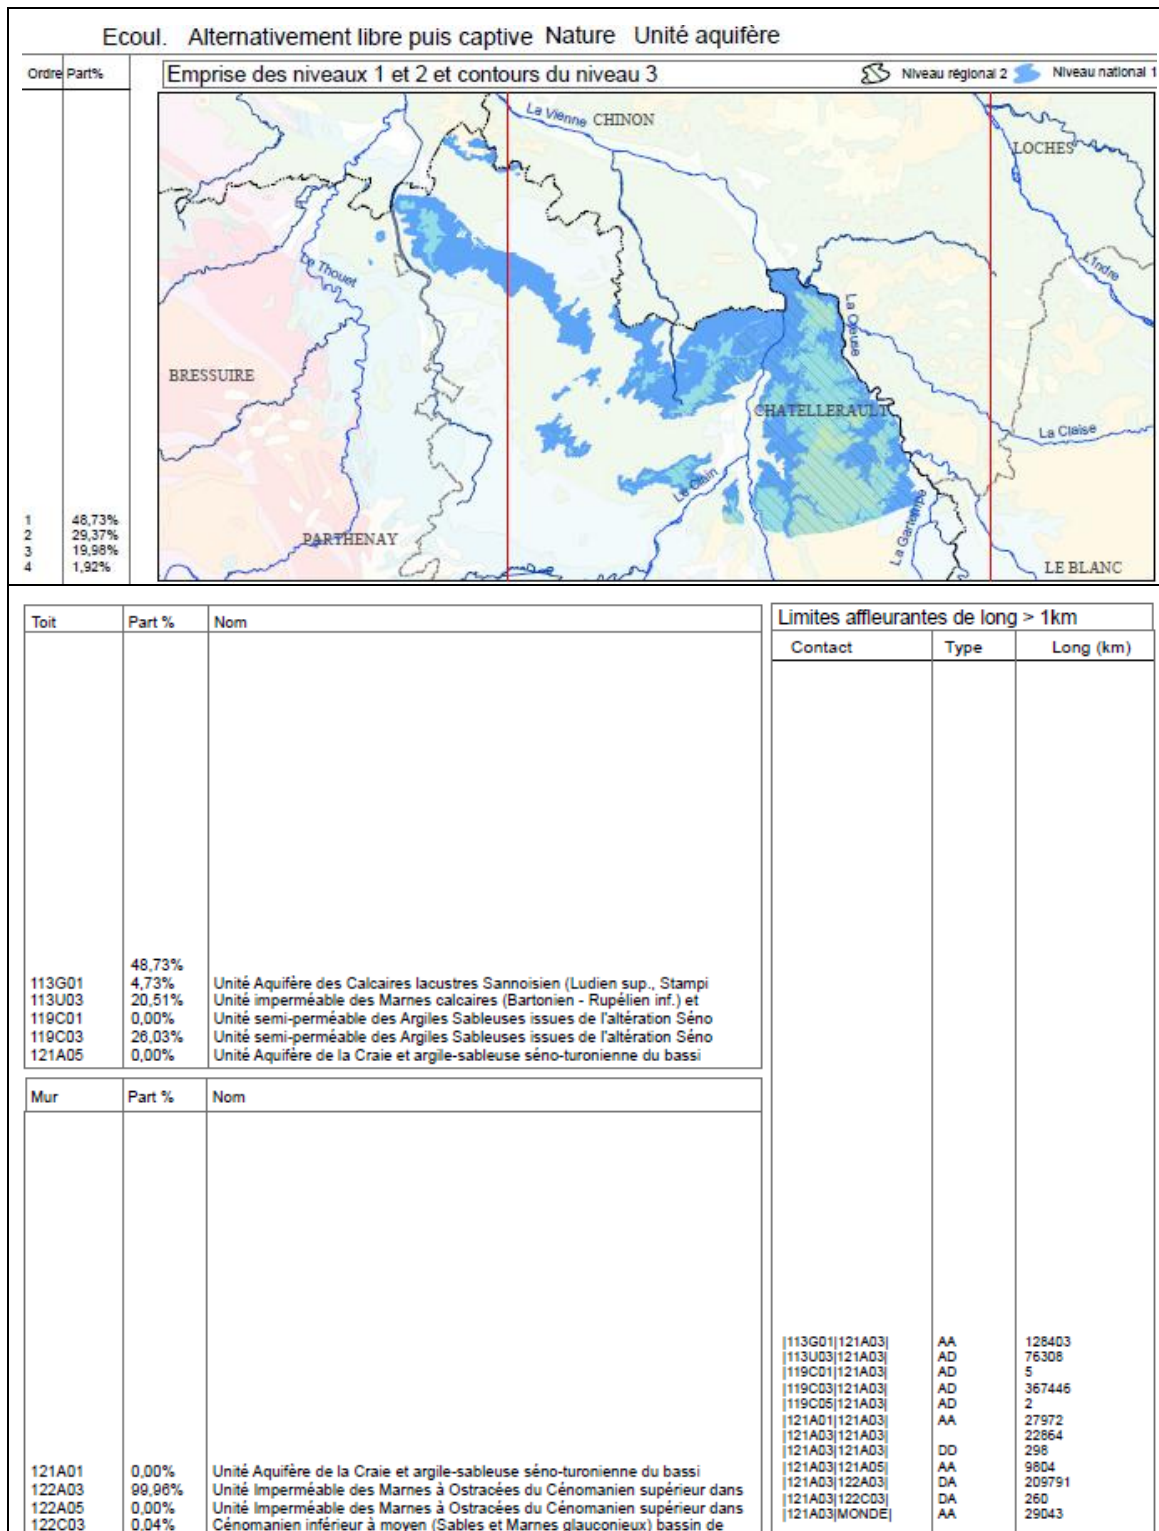 Ecoul. Alternativement libre puis captive Nature Unité aquifère
Ordre Part% Emprise des niveaux 1 et 2 et contours du niveau 3 Niveau régional 2 Niveau national 1
La Vienne CHINON
LOCHES
Le Thouet
L'Indre
La Creuse
BRESSUIRE
CHATELLERAULT
La Claise
Le Clain
La Gartempe
PARTHENAY
LE BLANC
1 48,73%
2 29,37%
3 19,98%
4 1,92%
Toit Part % Nom
48,73%
113G01 4,73% Unité Aquifère des Calcaires lacustres Sannoisien (Ludien sup., Stampi
113U03 20,51% Unité imperméable des Marnes calcaires (Bartonien - Rupélien inf.) et
119C01 0,00% Unité semi-perméable des Argiles Sableuses issues de l'altération Séno
119C03 26,03% Unité semi-perméable des Argiles Sableuses issues de l'altération Séno
121A05 0,00% Unité Aquifère de la Craie et argile-sableuse séno-turonienne du bassi
Mur Part % Nom
121A01 0,00% Unité Aquifère de la Craie et argile-sableuse séno-turonienne du bassi
122A03 99,96% Unité Imperméable des Marnes à Ostracées du Cénomanien supérieur dans
122A05 0,00% Unité Imperméable des Marnes à Ostracées du Cénomanien supérieur dans
122C03 0,04% Cénomanien inférieur à moyen (Sables et Marnes glauconieux) bassin de
Limites affleurantes de long > 1km
Contact Type Long (km)
|113G01|121A03| AA 128403
|113U03|121A03| AD 76308
|119C01|121A03| AD 5
|119C03|121A03| AD 367446
|119C05|121A03| AD 2
|121A01|121A03| AA 27972
|121A03|121A03| 22864
|121A03|121A03| DD 298
|121A03|121A05| AA 9804
|121A03|122A03| DA 209791
|121A03|122C03| DA 260
|121A03|MONDE| AA 29043